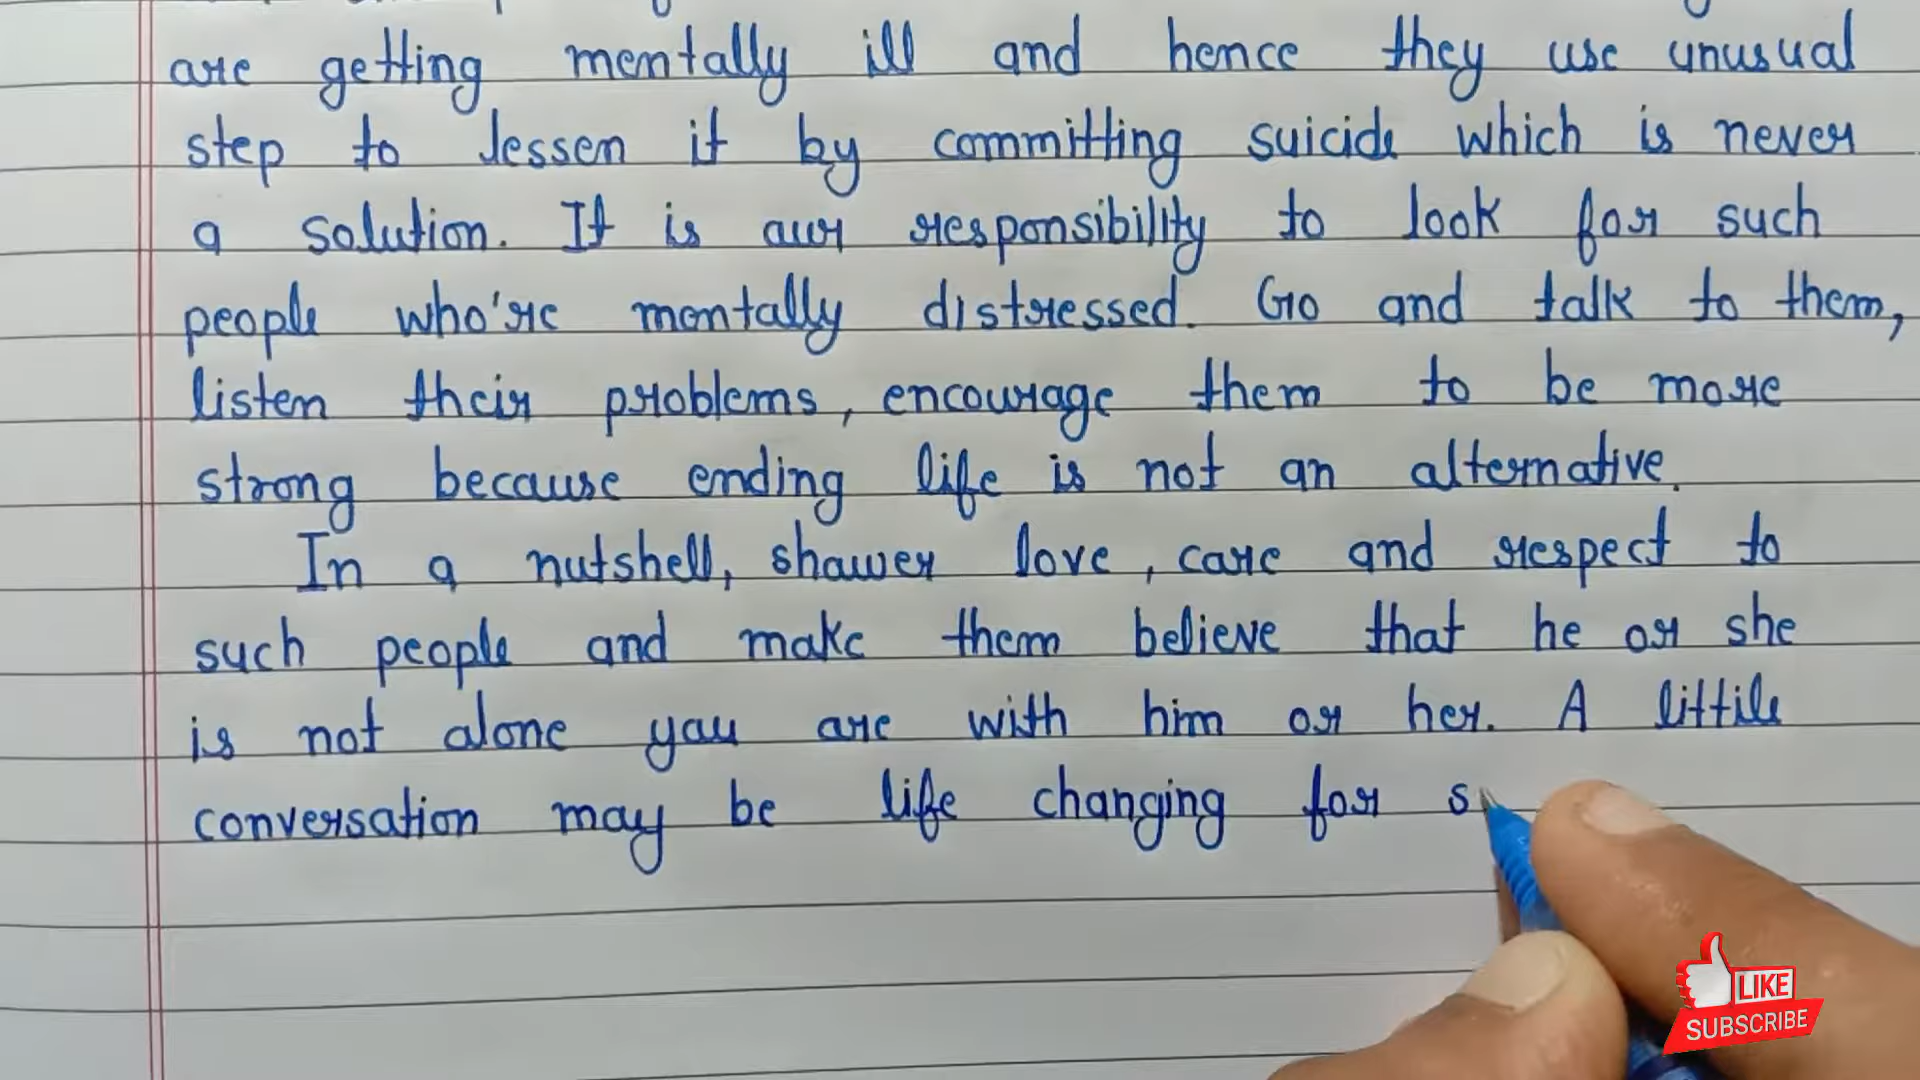 are getting mentally ill and hence they use unusual
step to lessen it by committing suicide which is never
a solution. It is our responsibility to look for such
people who're mentally distressed. Go and talk to them,
listen their problems, encourage them to be more
strong because ending life is not an alternative.
In a nutshell, shower love, care and respect to
such people and make them believe that he or she
is not alone you are with him or her. A little
conversation may be life changing for s
LIKE
SUBSCRIBE